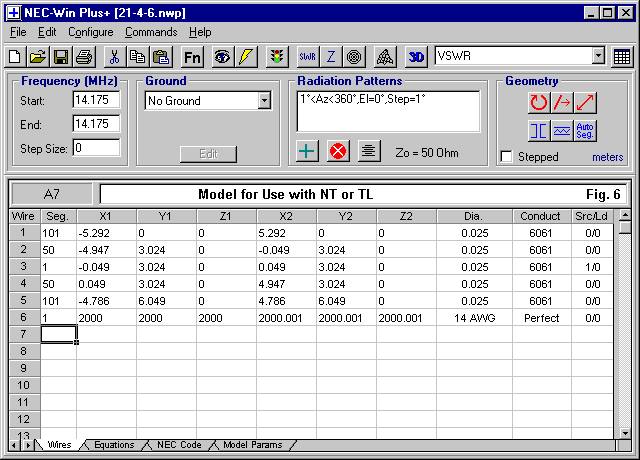 NEC-Win Plus+ [21-4-6.nwp]
File Edit Configure Commands Help
Fn SWR Z 3D VSWR
Frequency (MHz)
Start: 14.175
End: 14.175
Step Size: 0
Ground
No Ground
Edit
Radiation Patterns
1°<Az<360°,El=0°,Step=1°
Zo = 50 Ohm
Geometry
Auto Seg.
Stepped meters
A7 Model for Use with NT or TL Fig. 6
Wire Seg. X1 Y1 Z1 X2 Y2 Z2 Dia. Conduct Src/Ld
1 101 -5.292 0 0 5.292 0 0 0.025 6061 0/0
2 50 -4.947 3.024 0 -0.049 3.024 0 0.025 6061 0/0
3 1 -0.049 3.024 0 0.049 3.024 0 0.025 6061 1/0
4 50 0.049 3.024 0 4.947 3.024 0 0.025 6061 0/0
5 101 -4.786 6.049 0 4.786 6.049 0 0.025 6061 0/0
6 1 2000 2000 2000 2000.001 2000.001 2000.001 14 AWG Perfect 0/0
7
8
9
10
11
12
13
Wires Equations NEC Code Model Params